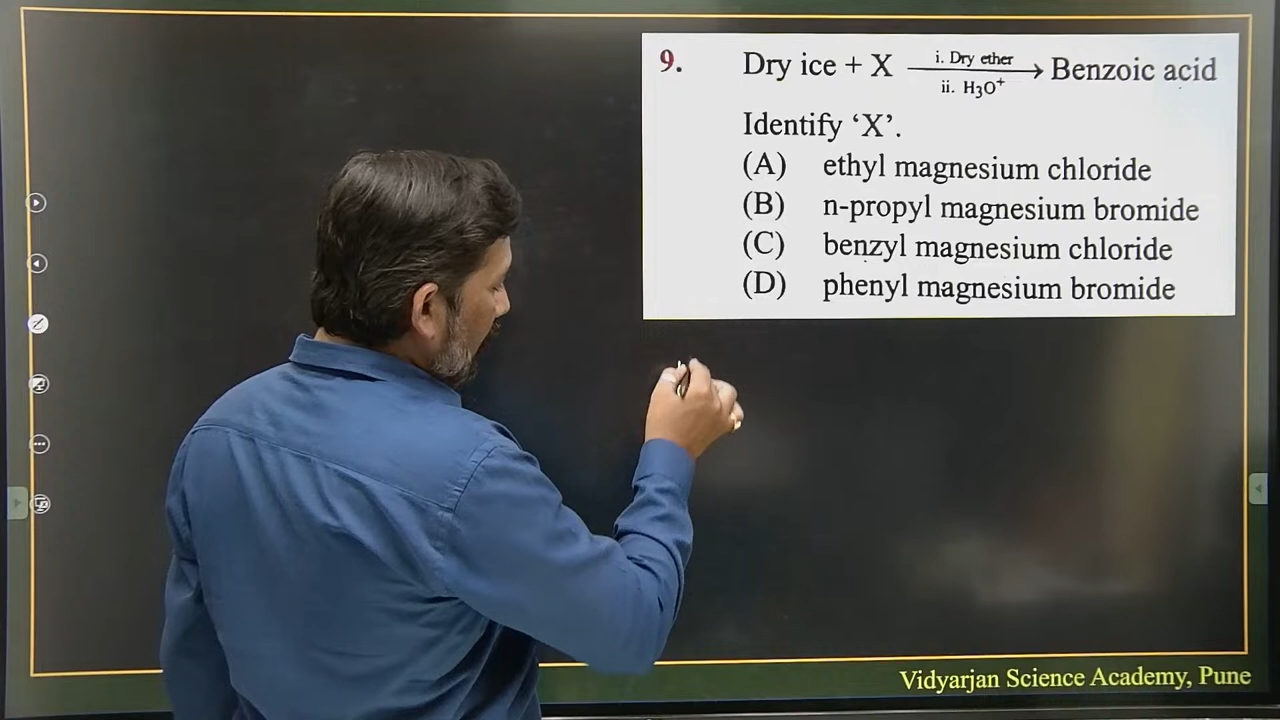 9. Dry ice + X i. Dry ether ii. H₃O⁺ → Benzoic acid
Identify ‘X’.
(A) ethyl magnesium chloride
(B) n-propyl magnesium bromide
(C) benzyl magnesium chloride
(D) phenyl magnesium bromide
Vidyarjan Science Academy, Pune